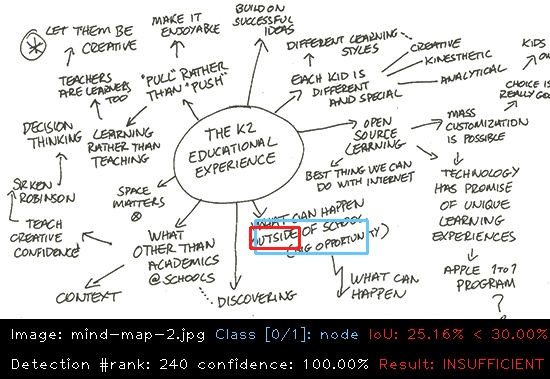 LET THEM BE
CREATIVE
MAKE IT
ENJOYABLE
BUILD ON
SUCCESSFUL
IDEAS
DIFFERENT LEARNING
STYLES
CREATIVE
KINESTHETIC
ANALYTICAL
KIDS
ON
TEACHERS
ARE LEARNERS
TOO
"PULL" RATHER
THAN "PUSH"
EACH KID IS
DIFFERENT
AND SPECIAL
CHOICE IS
REALLY GO
DECISION
THINKING
LEARNING
RATHER THAN
TEACHING
THE K12
EDUCATIONAL
EXPERIENCE
OPEN
SOURCE
LEARNING
MASS
CUSTOMIZATION
IS POSSIBLE
SIR KEN
ROBINSON
SPACE
MATTERS
BEST THING WE CAN
DO WITH INTERNET
TECHNOLOGY
HAS PROMISE
OF UNIQUE
LEARNING
EXPERIENCES
TEACH
CREATIVE
CONFIDENCE
WHAT
OTHER THAN
ACADEMICS
@ SCHOOLS
WHAT CAN HAPPEN
OUTSIDE OF SCHOOL
(BIG OPPORTUNITY)
CONTEXT
DISCOVERING
WHAT CAN
HAPPEN
APPLE 1 TO 1
PROGRAM
?
Image: mind-map-2.jpg Class [0/1]: node IoU: 25.16% < 30.00%
Detection #rank: 240 confidence: 100.00% Result: INSUFFICIENT